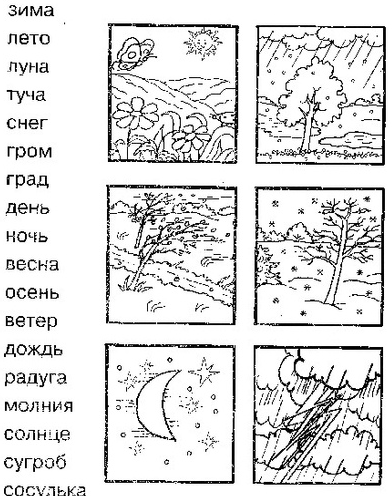 зима
лето
луна
туча
снег
гром
град
день
ночь
весна
осень
ветер
дождь
радуга
молния
солнце
сугроб
сосулька